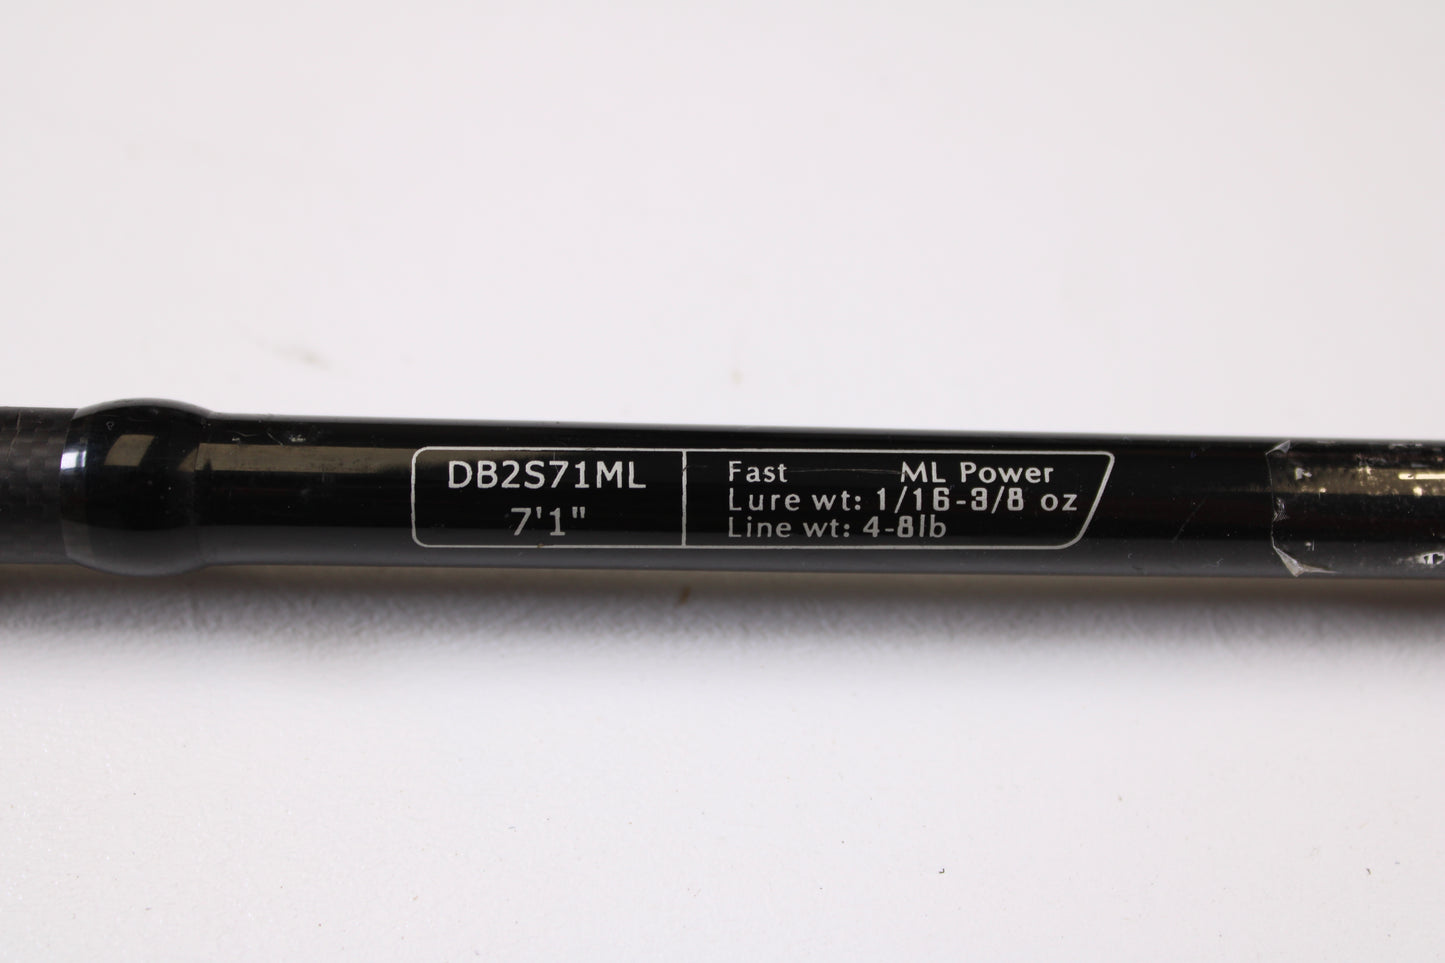 DB2S71ML
7'1"
Fast ML Power
Lure wt: 1/16-3/8 oz
Line wt: 4-8lb